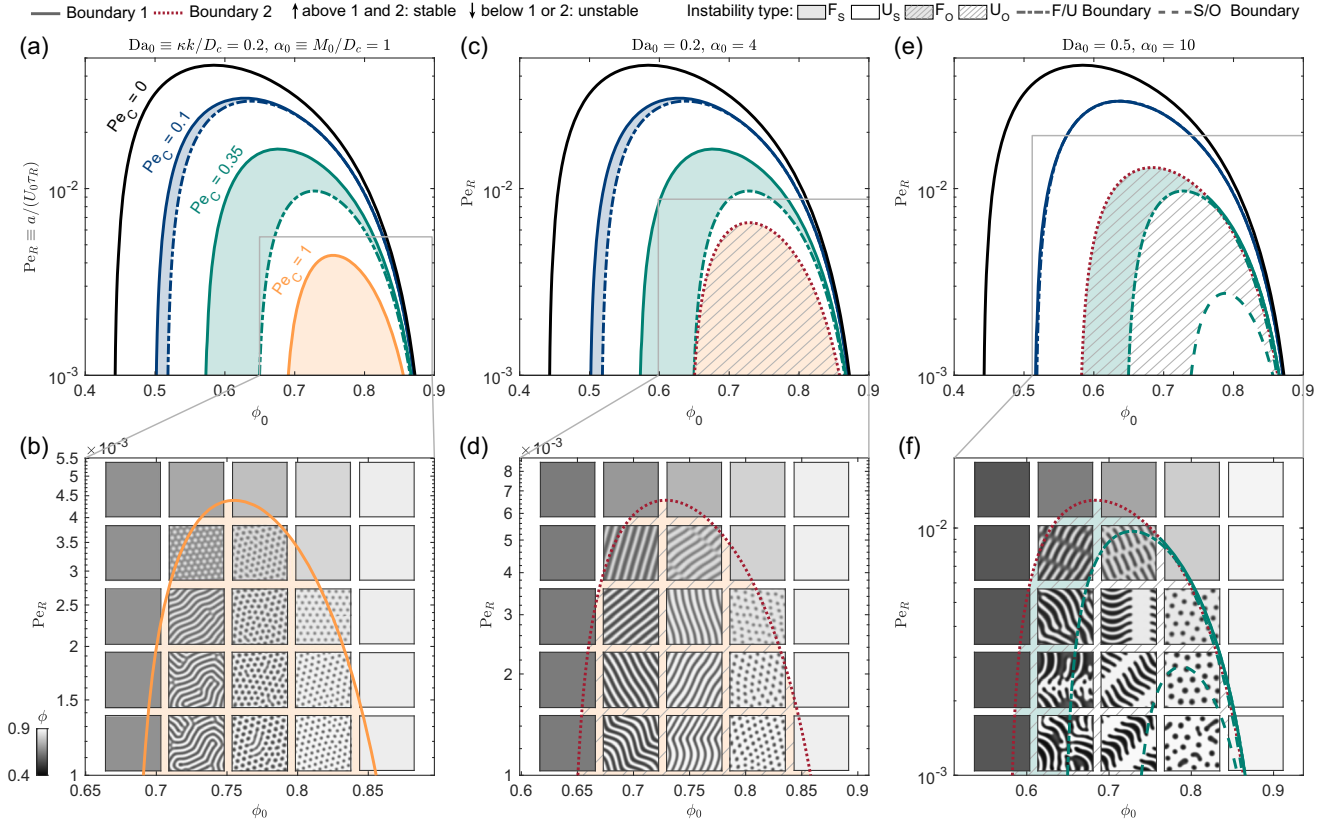 Boundary 1 Boundary 2 ↑ above 1 and 2: stable ↓ below 1 or 2: unstable Instability type: F_S U_S F_O U_O F/U Boundary S/O Boundary
(a) Da₀ ≡ κk/D_c = 0.2, α₀ ≡ M₀/D_c = 1
Pe_C = 0
Pe_C = 0.1
Pe_C = 0.35
Pe_C = 1
Pe_R ≡ a/(U₀τ_R)
10⁻²
10⁻³
0.4 0.5 0.6 0.7 0.8 0.9
ϕ₀
(c) Da₀ = 0.2, α₀ = 4
Pe_R
10⁻²
10⁻³
0.4 0.5 0.6 0.7 0.8 0.9
ϕ₀
(e) Da₀ = 0.5, α₀ = 10
Pe_R
10⁻²
10⁻³
0.4 0.5 0.6 0.7 0.8 0.9
ϕ₀
(b) × 10⁻³
5.5
4.5
3.5
3
2.5
2
1.5
1
Pe_R
ϕ
0.9
0.4
0.65 0.7 0.75 0.8 0.85
ϕ₀
(d) × 10⁻³
8
7
6
5
4
3
2
1
Pe_R
0.6 0.65 0.7 0.75 0.8 0.85 0.9
ϕ₀
(f)
Pe_R
10⁻²
10⁻³
0.6 0.7 0.8 0.9
ϕ₀